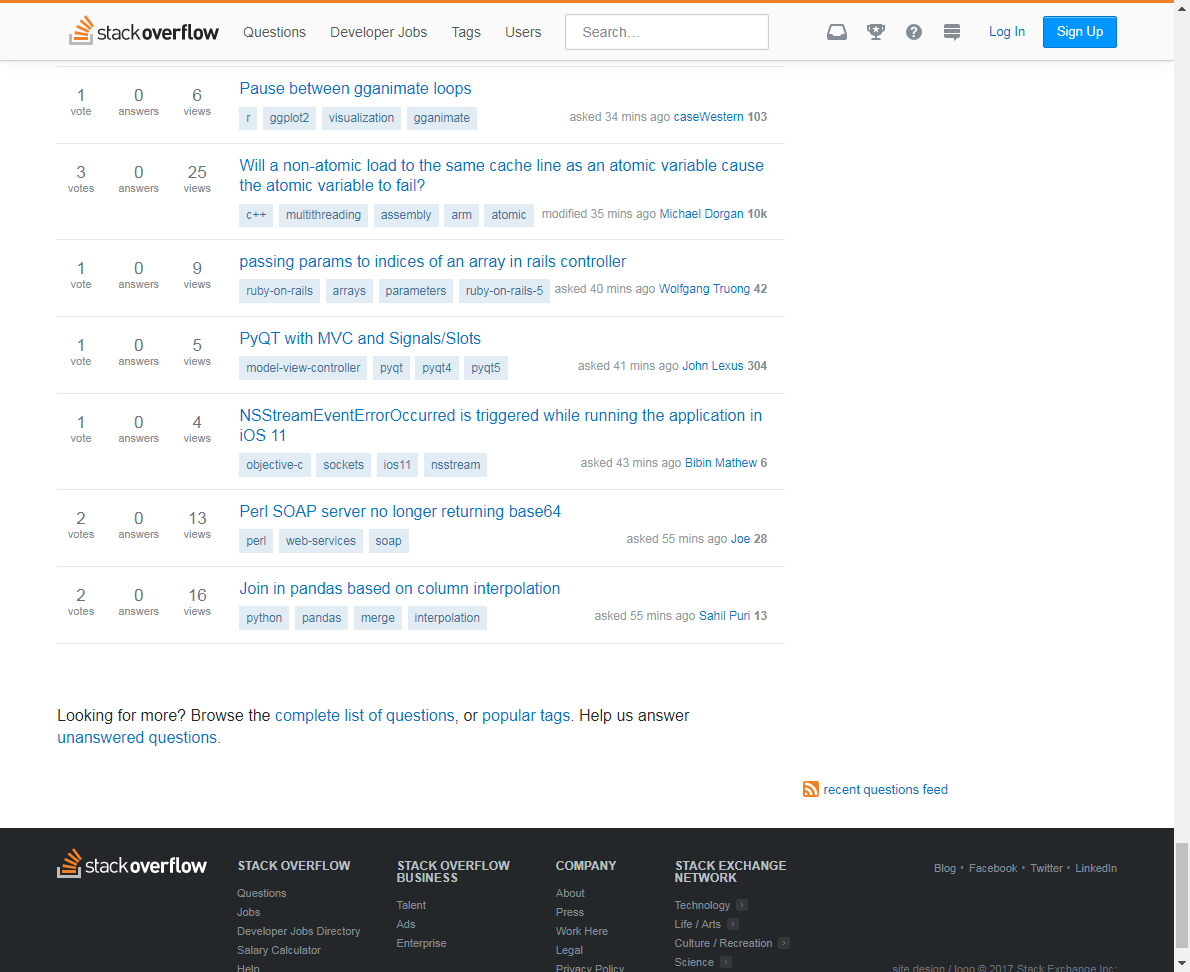 stack overflow Questions Developer Jobs Tags Users Search... Log In Sign Up
1 vote 0 answers 6 views
Pause between gganimate loops
r ggplot2 visualization gganimate
asked 34 mins ago caseWestern 103
3 votes 0 answers 25 views
Will a non-atomic load to the same cache line as an atomic variable cause
the atomic variable to fail?
c++ multithreading assembly arm atomic
modified 35 mins ago Michael Dorgan 10k
1 vote 0 answers 9 views
passing params to indices of an array in rails controller
ruby-on-rails arrays parameters ruby-on-rails-5
asked 40 mins ago Wolfgang Truong 42
1 vote 0 answers 5 views
PyQT with MVC and Signals/Slots
model-view-controller pyqt pyqt4 pyqt5
asked 41 mins ago John Lexus 304
1 vote 0 answers 4 views
NSStreamEventErrorOccurred is triggered while running the application in
iOS 11
objective-c sockets ios11 nsstream
asked 43 mins ago Bibin Mathew 6
2 votes 0 answers 13 views
Perl SOAP server no longer returning base64
perl web-services soap
asked 55 mins ago Joe 28
2 votes 0 answers 16 views
Join in pandas based on column interpolation
python pandas merge interpolation
asked 55 mins ago Sahil Puri 13
Looking for more? Browse the complete list of questions, or popular tags. Help us answer
unanswered questions.
recent questions feed
stack overflow
STACK OVERFLOW
Questions
Jobs
Developer Jobs Directory
Salary Calculator
Help
STACK OVERFLOW
BUSINESS
Talent
Ads
Enterprise
COMPANY
About
Press
Work Here
Legal
Privacy Policy
STACK EXCHANGE
NETWORK
Technology
Life / Arts
Culture / Recreation
Science
Blog • Facebook • Twitter • LinkedIn
site design / logo © 2017 Stack Exchange Inc;